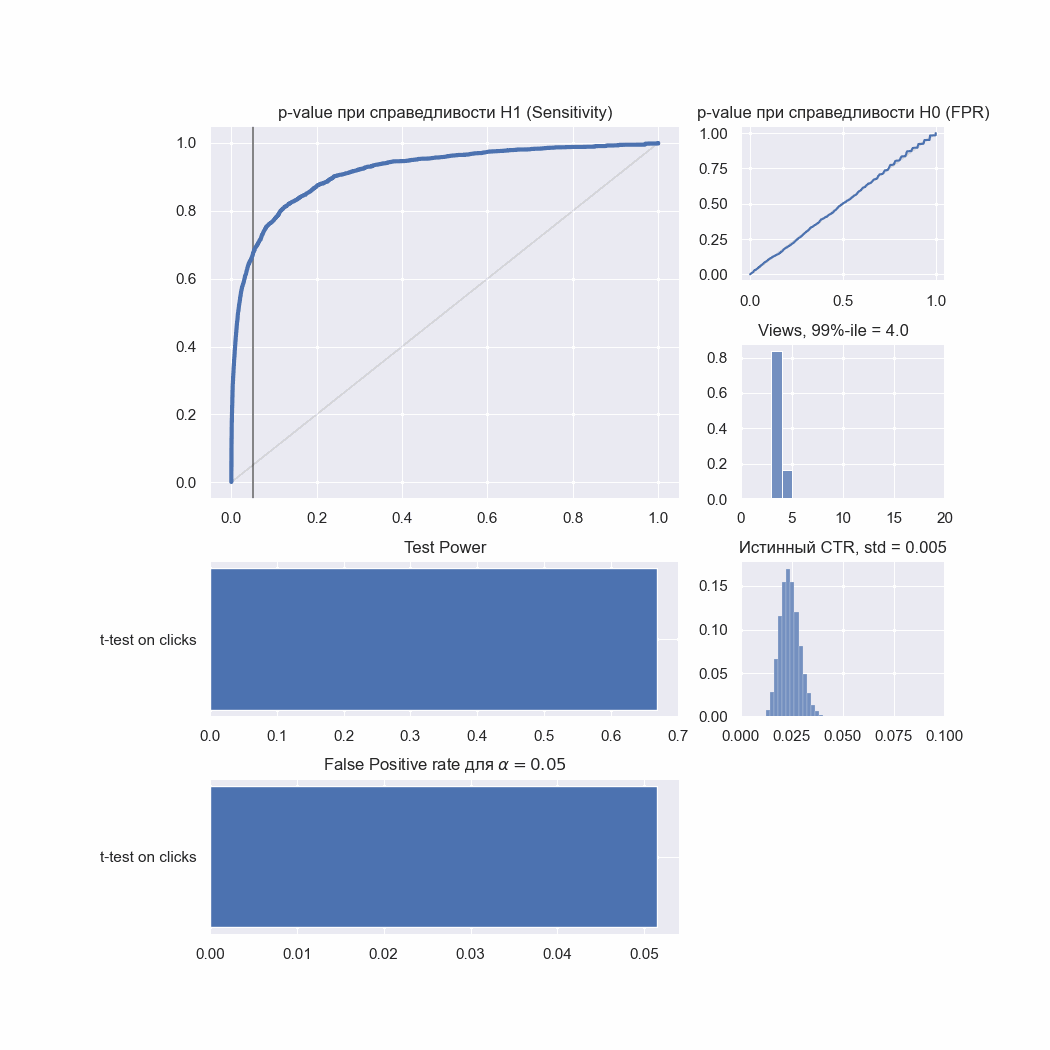 p-value при справедливости H1 (Sensitivity)
1.0
0.8
0.6
0.4
0.2
0.0
0.0 0.2 0.4 0.6 0.8 1.0
p-value при справедливости H0 (FPR)
1.00
0.75
0.50
0.25
0.00
0.0 0.5 1.0
Views, 99%-ile = 4.0
0.8
0.6
0.4
0.2
0.0
0 5 10 15 20
Test Power
t-test on clicks
0.0 0.1 0.2 0.3 0.4 0.5 0.6 0.7
Истинный CTR, std = 0.005
0.15
0.10
0.05
0.00
0.000 0.025 0.050 0.075 0.100
False Positive rate для α = 0.05
t-test on clicks
0.00 0.01 0.02 0.03 0.04 0.05